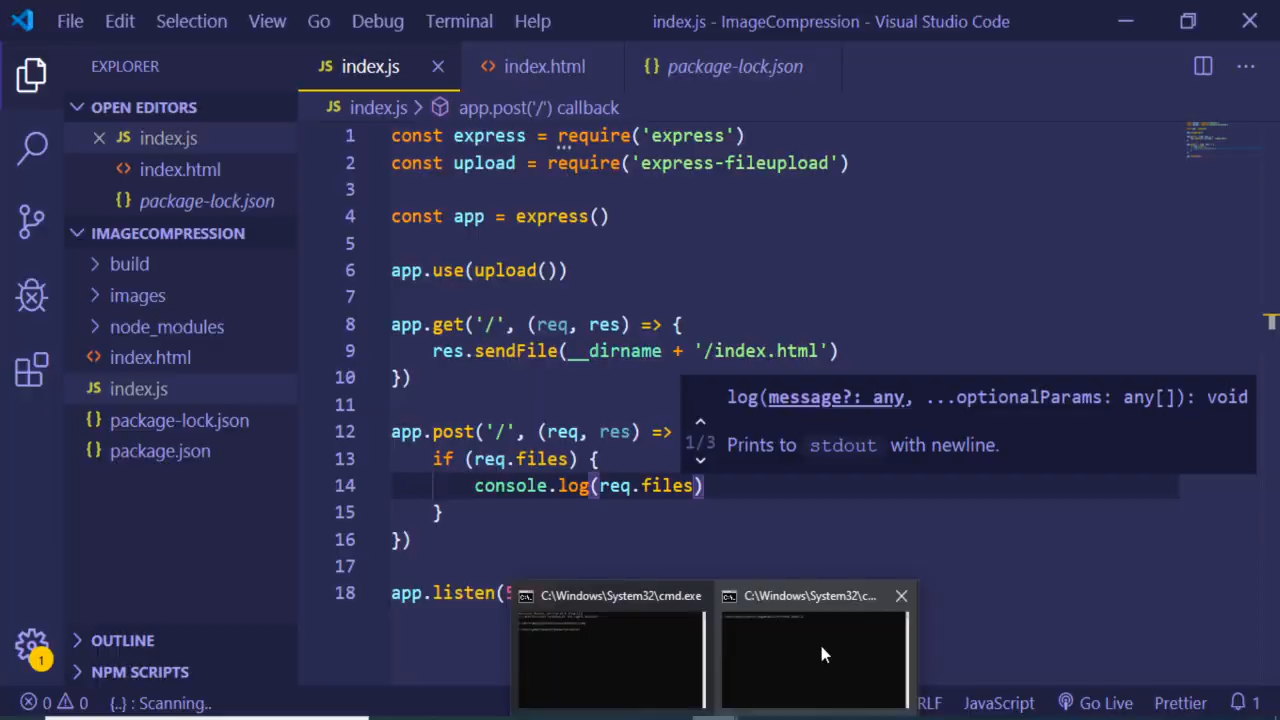 File Edit Selection View Go Debug Terminal Help
index.js - ImageCompression - Visual Studio Code
EXPLORER
JS index.js
index.html
{} package-lock.json
OPEN EDITORS
JS index.js > app.post('/') callback
JS index.js
index.html
{} package-lock.json
IMAGECOMPRESSION
build
images
node_modules
index.html
JS index.js
{} package-lock.json
{} package.json
OUTLINE
NPM SCRIPTS
1 const express = require('express')
2 const upload = require('express-fileupload')
3
4 const app = express()
5
6 app.use(upload())
7
8 app.get('/', (req, res) => {
9 res.sendFile(__dirname + '/index.html')
10 })
11
12 app.post('/', (req, res) =>
13 if (req.files) {
14 console.log(req.files)
15 }
16 })
17
18 app.listen(
log(message?: any, ...optionalParams: any[]): void
1/3 Prints to stdout with newline.
C:\Windows\System32\cmd.exe
C:\Windows\System32\c...
1
0 0 {..} : Scanning..
RLF JavaScript Go Live Prettier 1